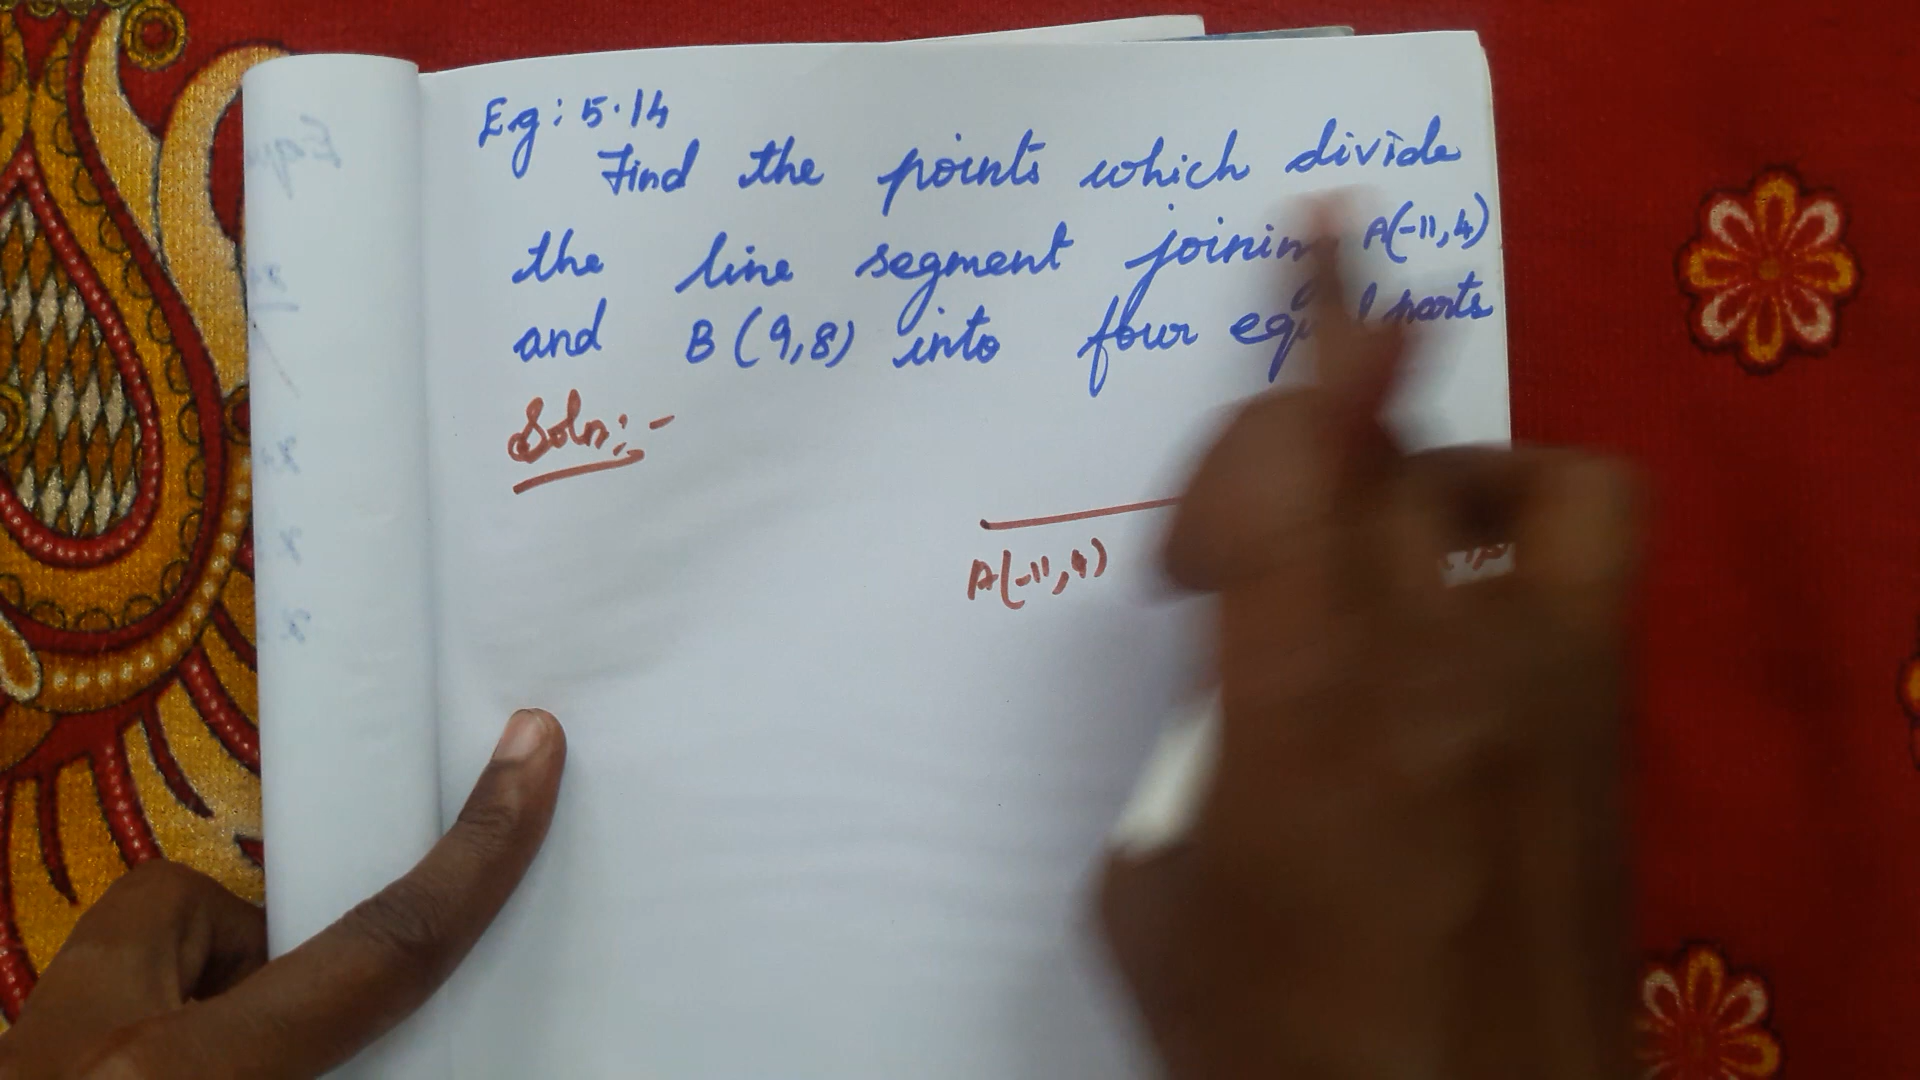 Eg: 5.14
Find the points which divide
the line segment joining A(-11,4)
and B (9,8) into four parts
Soln:-
A(-11,4)